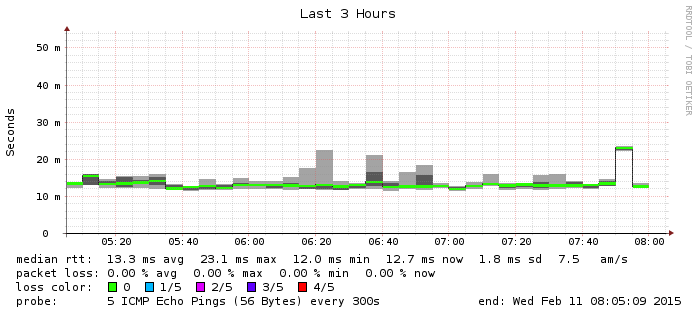 Last 3 Hours
RRDTOOL / TOBI OETIKER
Seconds
50 m
40 m
30 m
20 m
10 m
0
05:20 05:40 06:00 06:20 06:40 07:00 07:20 07:40 08:00
median rtt: 13.3 ms avg 23.1 ms max 12.0 ms min 12.7 ms now 1.8 ms sd 7.5 am/s
packet loss: 0.00 % avg 0.00 % max 0.00 % min 0.00 % now
loss color: 0 1/5 2/5 3/5 4/5
probe: 5 ICMP Echo Pings (56 Bytes) every 300s end: Wed Feb 11 08:05:09 2015